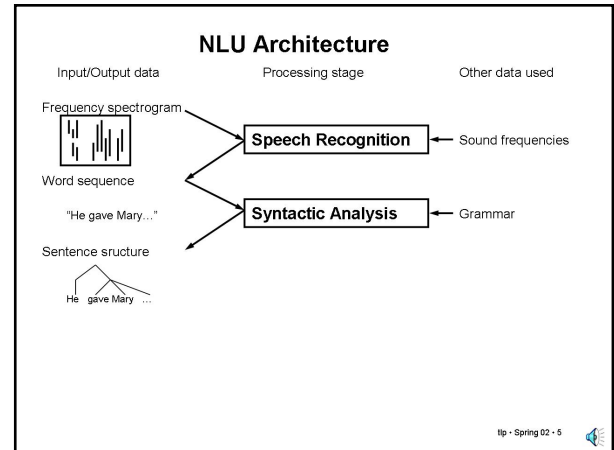 NLU Architecture
Input/Output data Processing stage Other data used
Frequency spectrogram
Speech Recognition Sound frequencies
Word sequence
"He gave Mary…" Syntactic Analysis Grammar
Sentence sructure
He gave Mary …
tlp • Spring 02 • 5